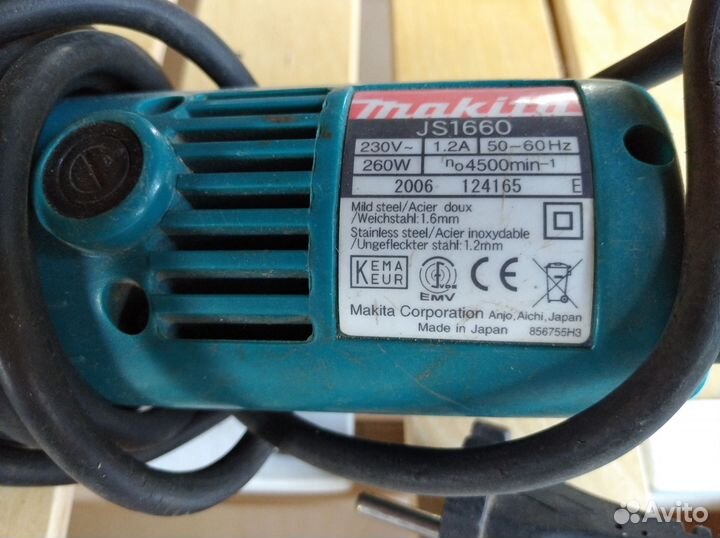 makita
JS1660
230V~ 1.2A 50-60Hz
260W n₀4500min⁻¹
2006 124165 E
Mild steel/Acier doux
/Weichstahl:1.6mm
Stainless steel/Acier inoxydable
/Ungefleckter stahl:1.2mm
KEMA
KEUR
VDE
EMV
CE
Makita Corporation Anjo, Aichi, Japan
Made in Japan 856755H3
Avito